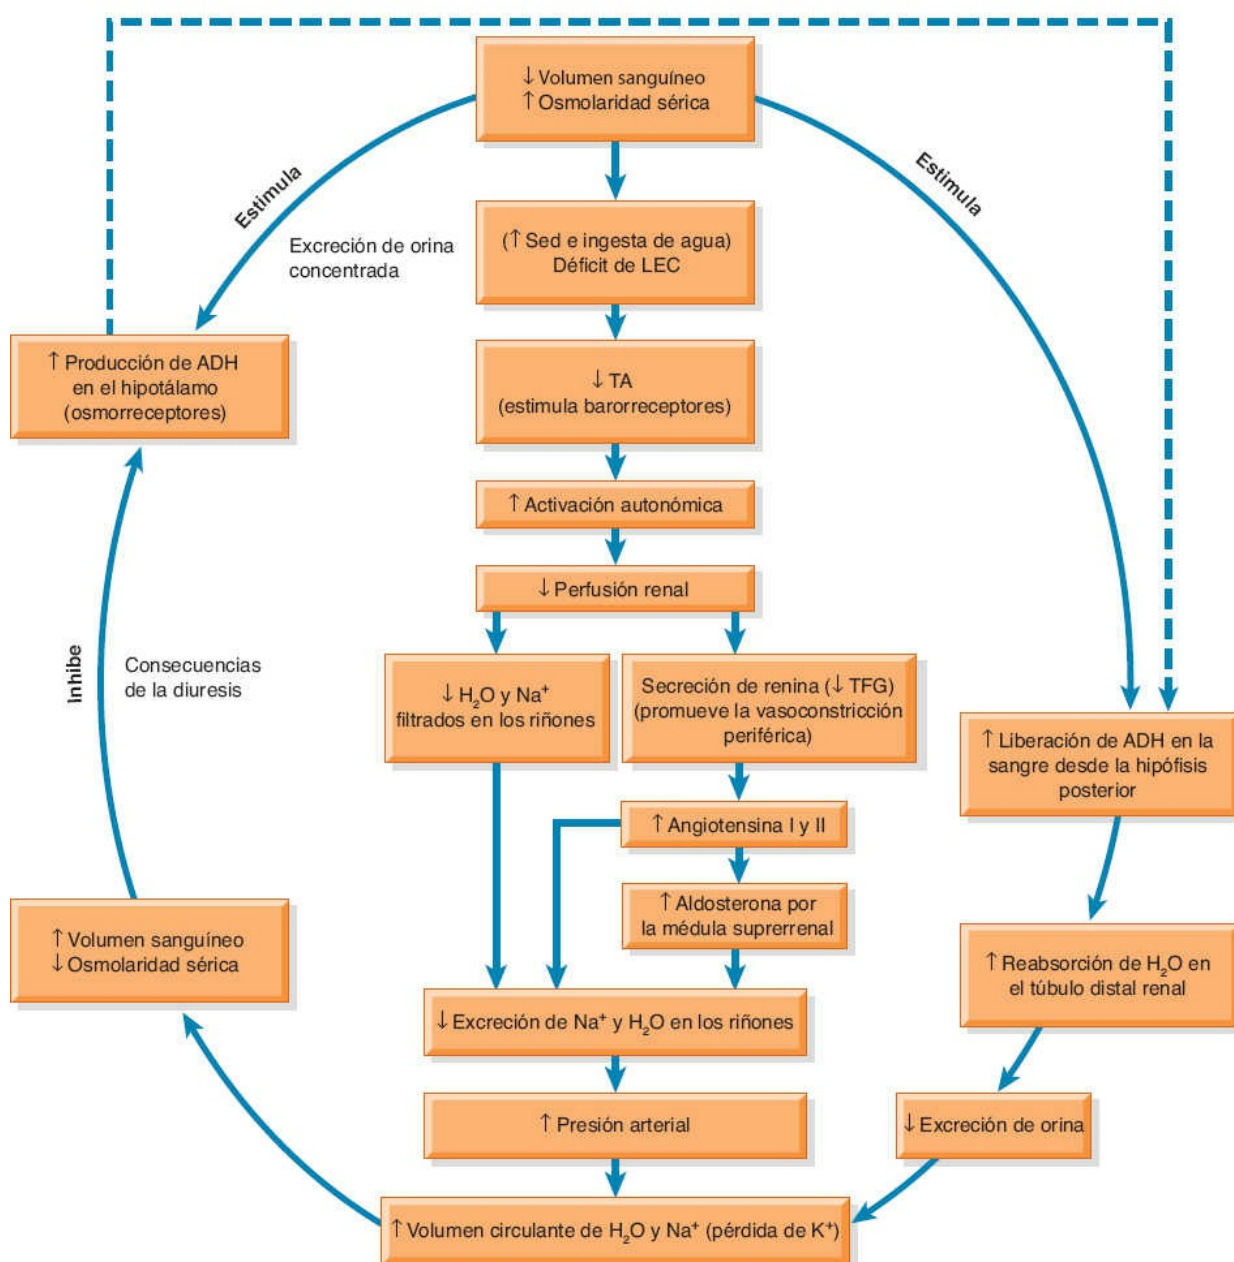 ↓ Volumen sanguíneo
↑ Osmolaridad sérica
Estimula
Estimula
Excreción de orina
concentrada
(↑ Sed e ingesta de agua)
Déficit de LEC
↑ Producción de ADH
en el hipotálamo
(osmorreceptores)
↓ TA
(estimula barorreceptores)
↑ Activación autonómica
↓ Perfusión renal
Inhibe
Consecuencias
de la diuresis
↓ H₂O y Na⁺
filtrados en los riñones
Secreción de renina (↓ TFG)
(promueve la vasoconstricción
periférica)
↑ Liberación de ADH en la
sangre desde la hipófisis
posterior
↑ Angiotensina I y II
↑ Aldosterona por
la médula suprerrenal
↑ Volumen sanguíneo
↓ Osmolaridad sérica
↑ Reabsorción de H₂O en
el túbulo distal renal
↓ Excreción de Na⁺ y H₂O en los riñones
↑ Presión arterial
↓ Excreción de orina
↑ Volumen circulante de H₂O y Na⁺ (pérdida de K⁺)